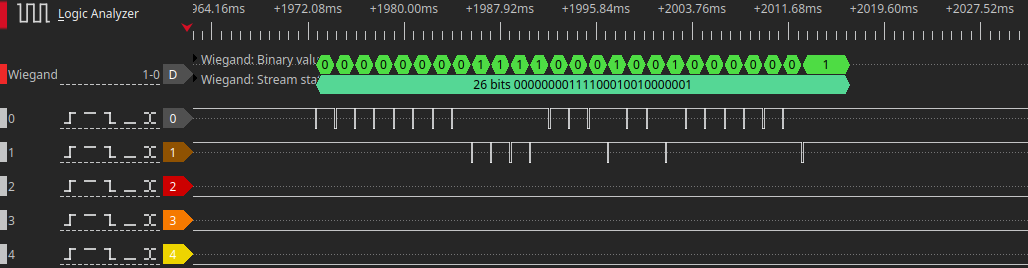 Logic Analyzer
964.16ms +1972.08ms +1980.00ms +1987.92ms +1995.84ms +2003.76ms +2011.68ms +2019.60ms +2027.52ms
Wiegand: Binary valu 0 0 0 0 0 0 0 0 1 1 1 1 0 0 0 1 0 0 1 0 0 0 0 0 0 1
Wiegand 1-0 D
Wiegand: Stream sta 26 bits 00000000111100010010000001
0 0
1 1
2 2
3 3
4 4